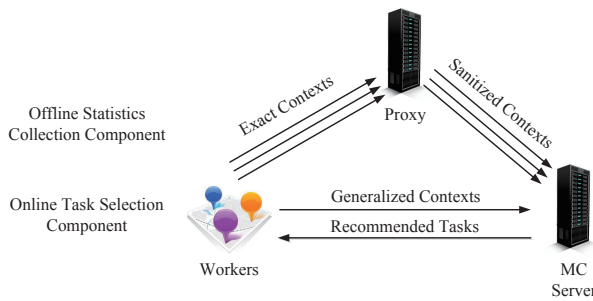 Exact Contexts
Sanitized Contexts
Proxy
Offline Statistics
Collection Component
Online Task Selection
Component
Generalized Contexts
Recommended Tasks
Workers
MC
Server